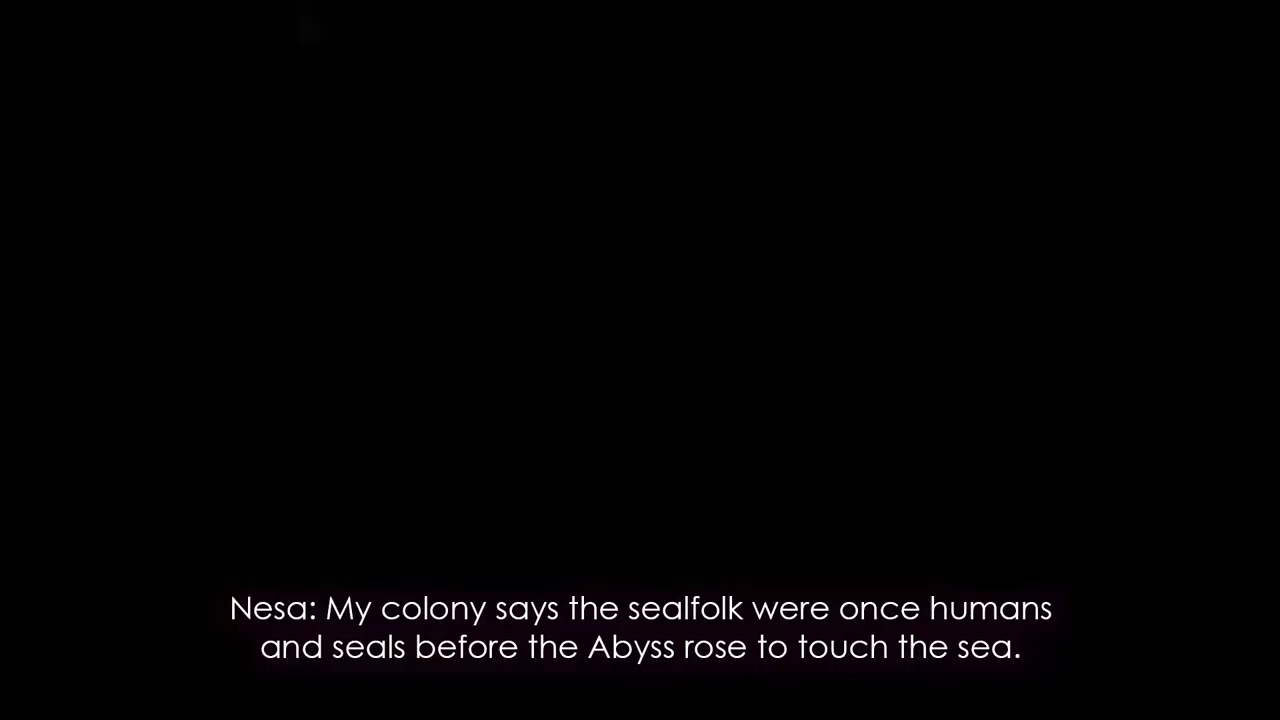 Nesa: My colony says the sealfolk were once humans
and seals before the Abyss rose to touch the sea.